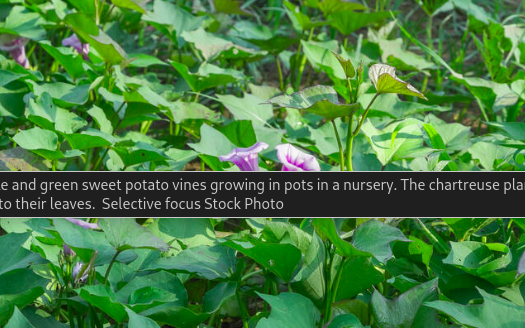 and green sweet potato vines growing in pots in a nursery. The chartreuse
to their leaves. Selective focus Stock Photo